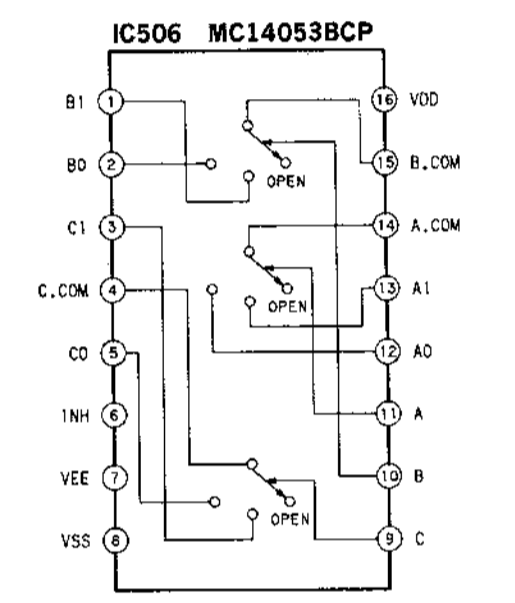 IC506 MC14053BCP
B1 1 16 VDD
B0 2 15 B.COM
OPEN
C1 3 14 A.COM
C.COM 4 13 A1
OPEN
C0 5 12 A0
INH 6 11 A
VEE 7 10 B
OPEN
VSS 8 9 C